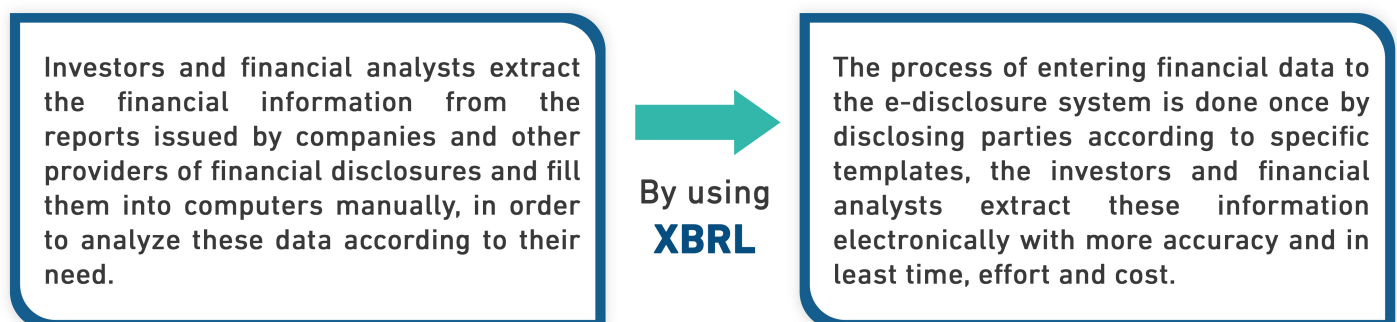 Investors and financial analysts extract
the financial information from the
reports issued by companies and other
providers of financial disclosures and fill
them into computers manually, in order
to analyze these data according to their
need.
By using
XBRL
The process of entering financial data to
the e-disclosure system is done once by
disclosing parties according to specific
templates, the investors and financial
analysts extract these information
electronically with more accuracy and in
least time, effort and cost.